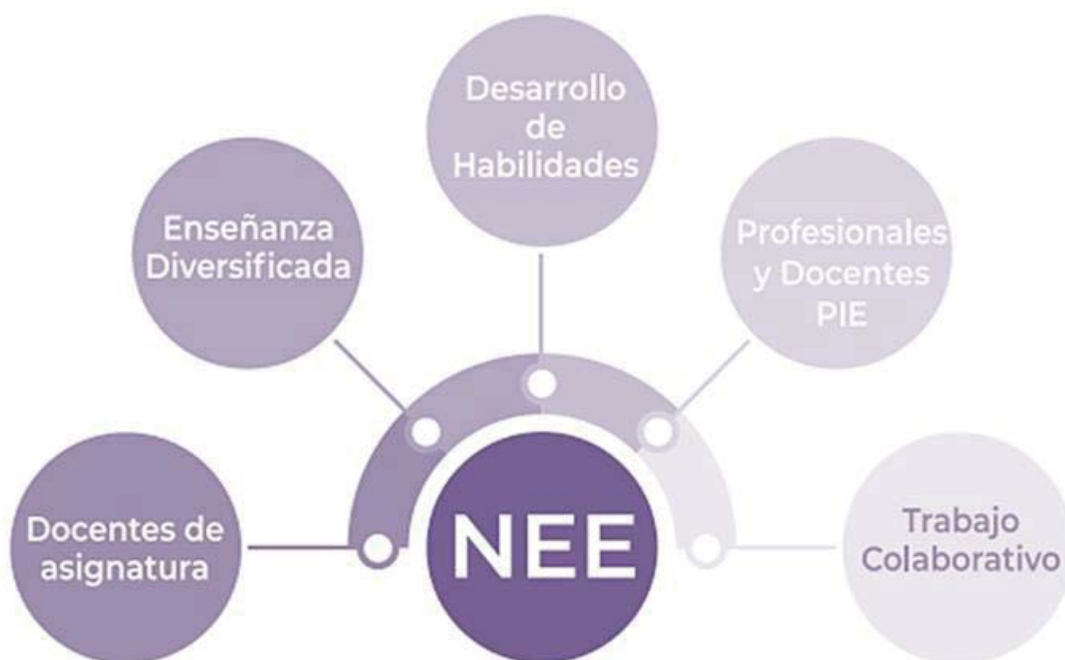 Desarrollo
de
Habilidades
Enseñanza
Diversificada
Profesionales
y Docentes
PIE
Docentes de
asignatura
NEE
Trabajo
Colaborativo